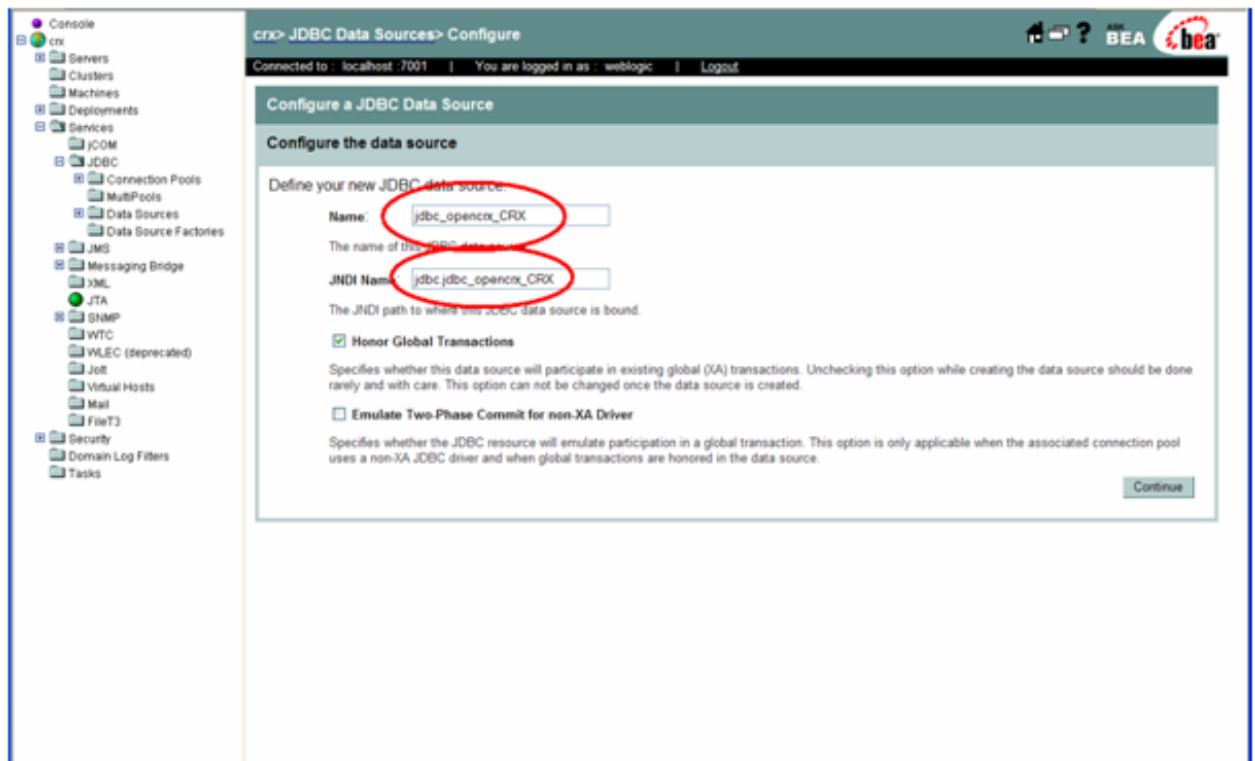 Console
crx
Servers
Clusters
Machines
Deployments
Services
jCOM
JDBC
Connection Pools
MultiPools
Data Sources
Data Source Factories
JMS
Messaging Bridge
XML
JTA
SNMP
WTC
WLEC (deprecated)
Jolt
Virtual Hosts
Mail
FileT3
Security
Domain Log Filters
Tasks
crx> JDBC Data Sources> Configure
? ASK BEA bea
Connected to : localhost :7001 | You are logged in as : weblogic | Logout
Configure a JDBC Data Source
Configure the data source
Define your new JDBC data source.
Name: jdbc_opencrx_CRX
The name of this JDBC data source.
JNDI Name: jdbc.jdbc_opencrx_CRX
The JNDI path to where this JDBC data source is bound.
Honor Global Transactions
Specifies whether this data source will participate in existing global (XA) transactions. Unchecking this option while creating the data source should be done
rarely and with care. This option can not be changed once the data source is created.
Emulate Two-Phase Commit for non-XA Driver
Specifies whether the JDBC resource will emulate participation in a global transaction. This option is only applicable when the associated connection pool
uses a non-XA JDBC driver and when global transactions are honored in the data source.
Continue